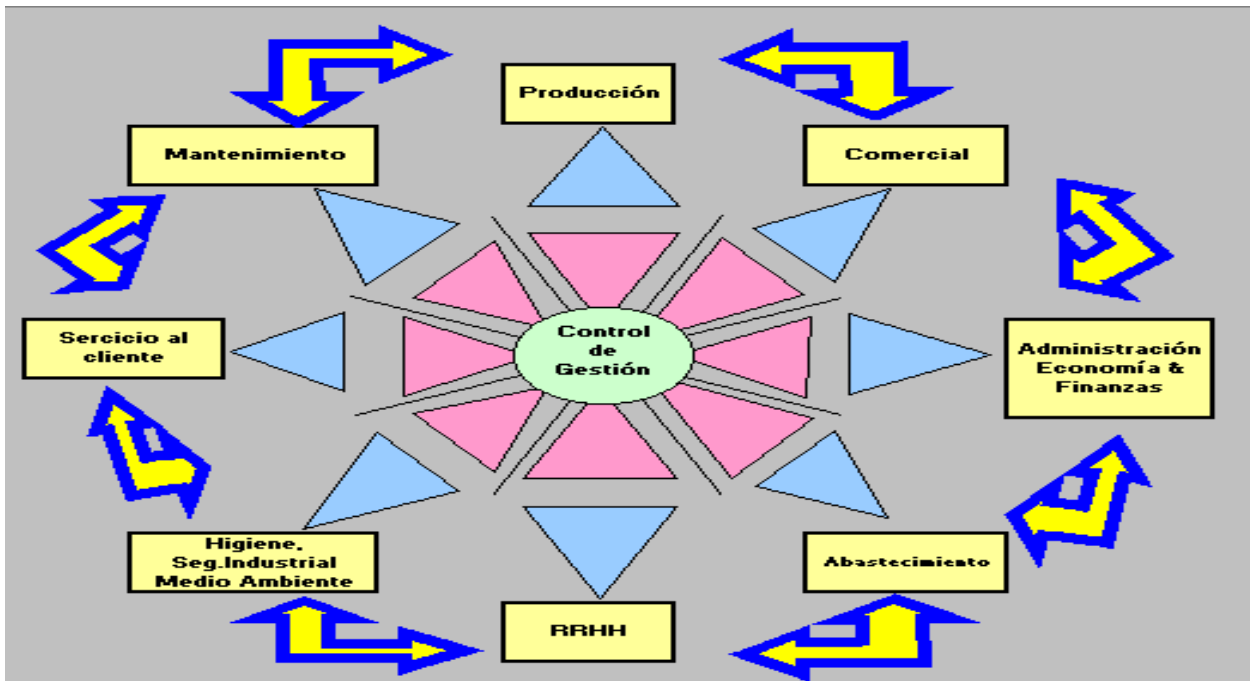 Producción
Mantenimiento
Comercial
Control
de
Gestión
Sercicio al
cliente
Administración
Economía &
Finanzas
Higiene,
Seg.Industrial
Medio Ambiente
Abastecimiento
RRHH